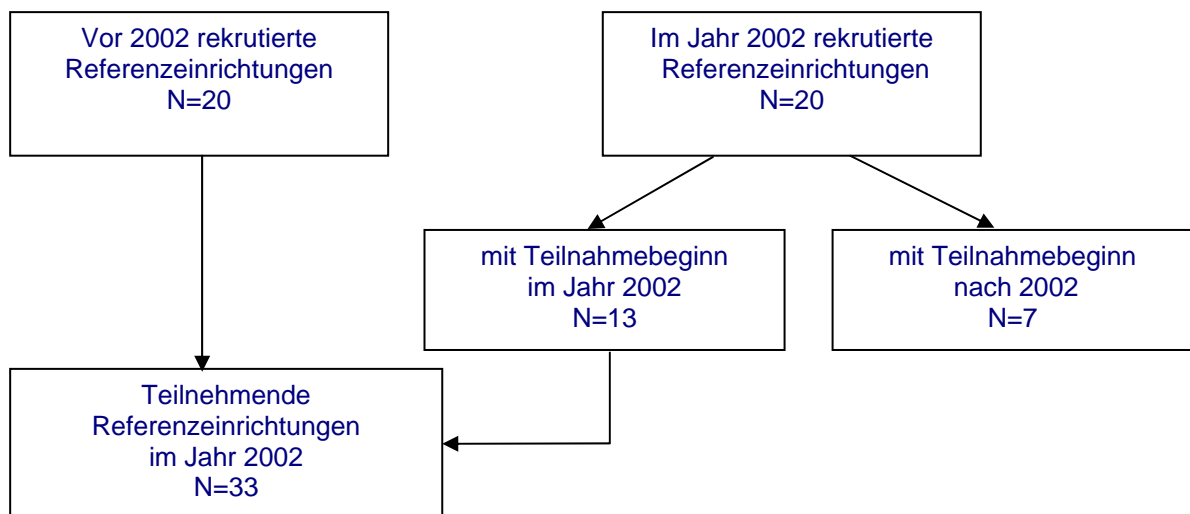 Vor 2002 rekrutierte
Referenzeinrichtungen
N=20
Im Jahr 2002 rekrutierte
Referenzeinrichtungen
N=20
mit Teilnahmebeginn
im Jahr 2002
N=13
mit Teilnahmebeginn
nach 2002
N=7
Teilnehmende
Referenzeinrichtungen
im Jahr 2002
N=33